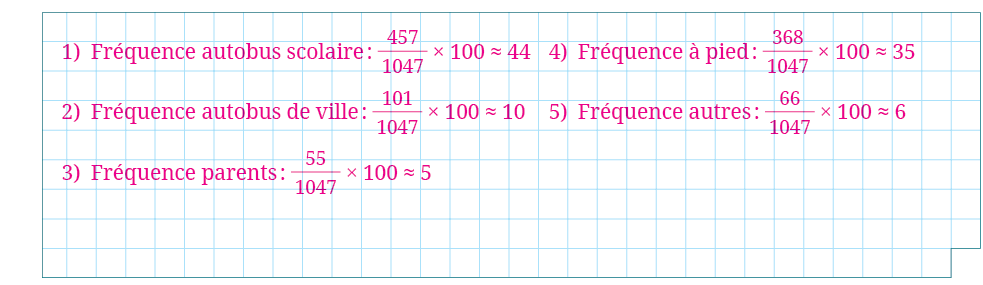 1) Fréquence autobus scolaire : 457/1047 × 100 ≈ 44
2) Fréquence autobus de ville : 101/1047 × 100 ≈ 10
3) Fréquence parents : 55/1047 × 100 ≈ 5
4) Fréquence à pied : 368/1047 × 100 ≈ 35
5) Fréquence autres : 66/1047 × 100 ≈ 6